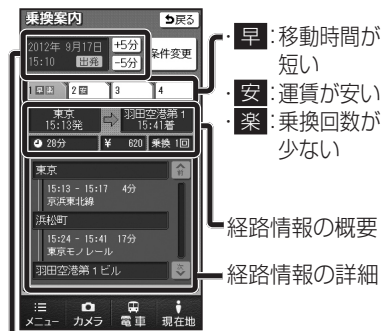 乗換案内
戻る
2012年 9月17日
+5分
条件変更
15:10 出発
-5分
1 早楽
2 安
3
4
東京
15:13発
羽田空港第1
15:41着
28分
¥ 620
乗換 1回
東京
前
15:13 - 15:17 4分
京浜東北線
浜松町
15:24 - 15:41 17分
東京モノレール
羽田空港第1ビル
次
メニュー
カメラ
電車
現在地
・早:移動時間が
短い
・安:運賃が安い
・楽:乗換回数が
少ない
経路情報の概要
経路情報の詳細